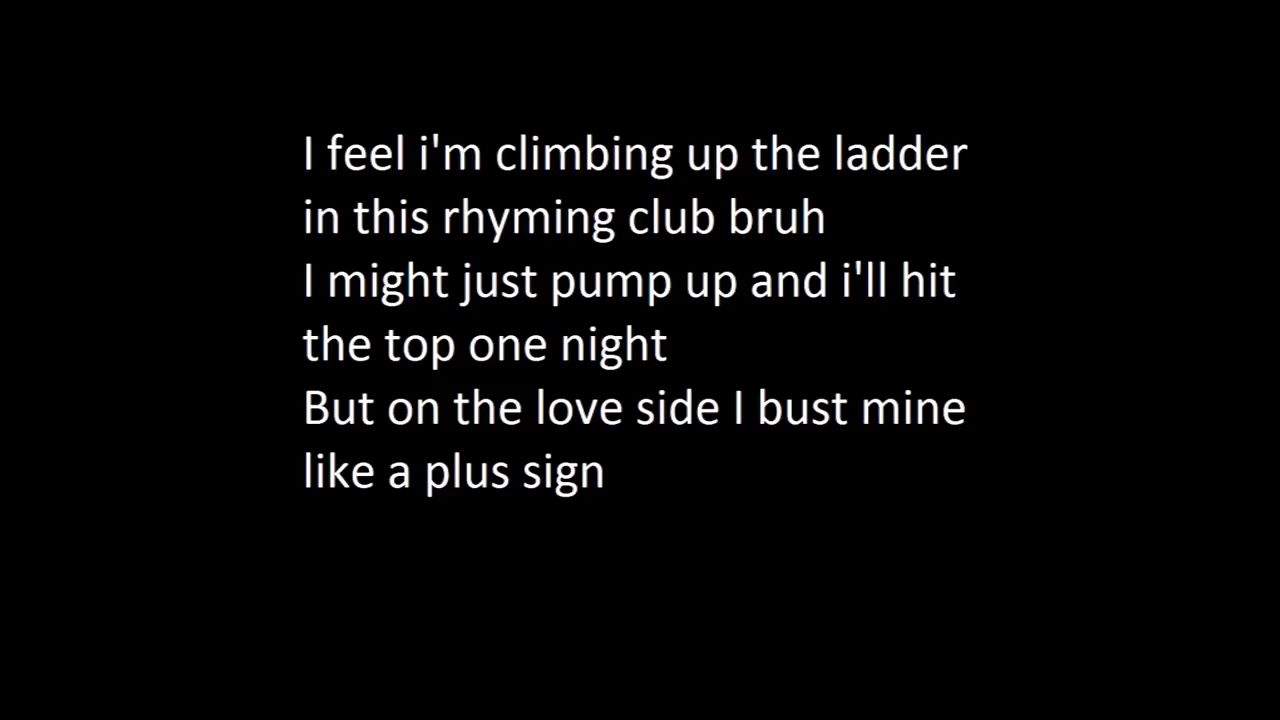 I feel i'm climbing up the ladder
in this rhyming club bruh
I might just pump up and i'll hit
the top one night
But on the love side I bust mine
like a plus sign